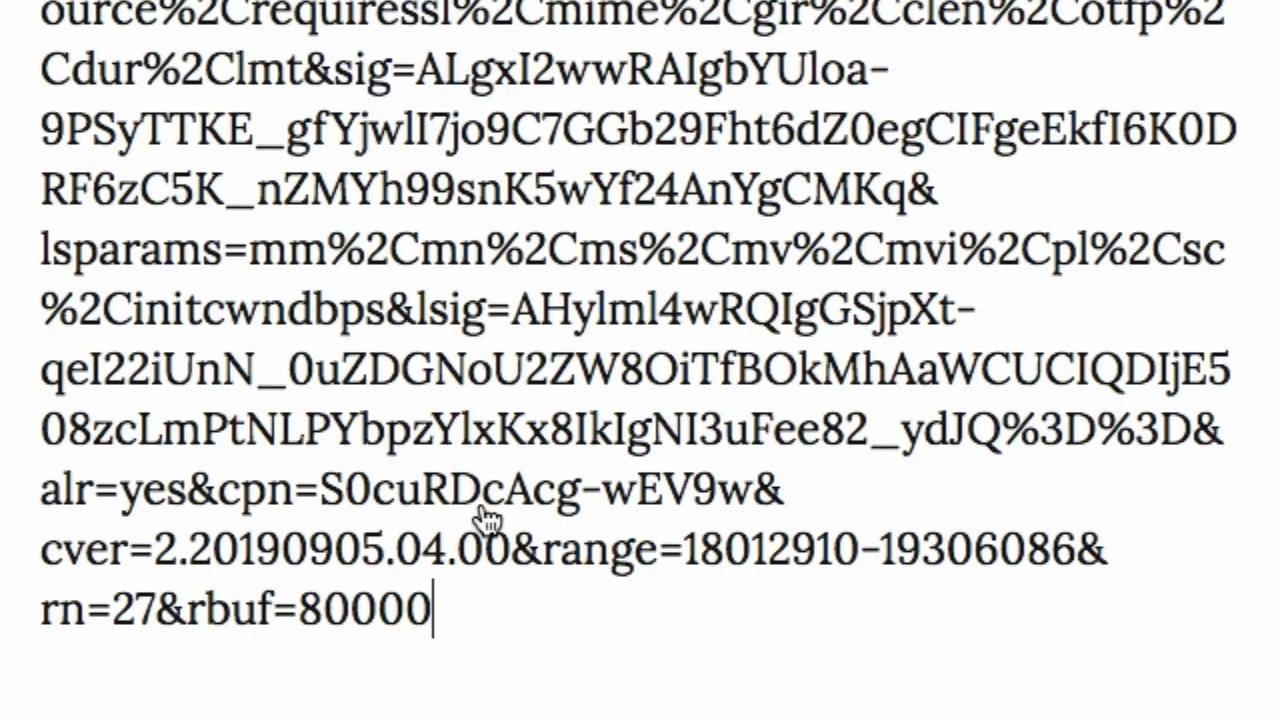 ource%2Crequiressl%2Cmime%2Cgir%2Cclen%2Cotfp%2
Cdur%2Clmt&sig=ALgxI2wwRAIgbYUloa-
9PSyTTKE_gfYjwlI7jo9C7GGb29Fht6dZ0egCIFgeEkfI6K0D
RF6zC5K_nZMYh99snK5wYf24AnYgCMKq&
lsparams=mm%2Cmn%2Cms%2Cmv%2Cmvi%2Cpl%2Csc
%2Cinitcwndbps&lsig=AHylml4wRQIgGSjpXt-
qeI22iUnN_0uZDGNoU2ZW8OiTfBOkMhAaWCUCIQDIjE5
08zcLmPtNLPYbpzYlxKx8IkIgNI3uFee82_ydJQ%3D%3D&
alr=yes&cpn=S0cuRDcAcg-wEV9w&
cver=2.20190905.04.00&range=18012910-19306086&
rn=27&rbuf=80000